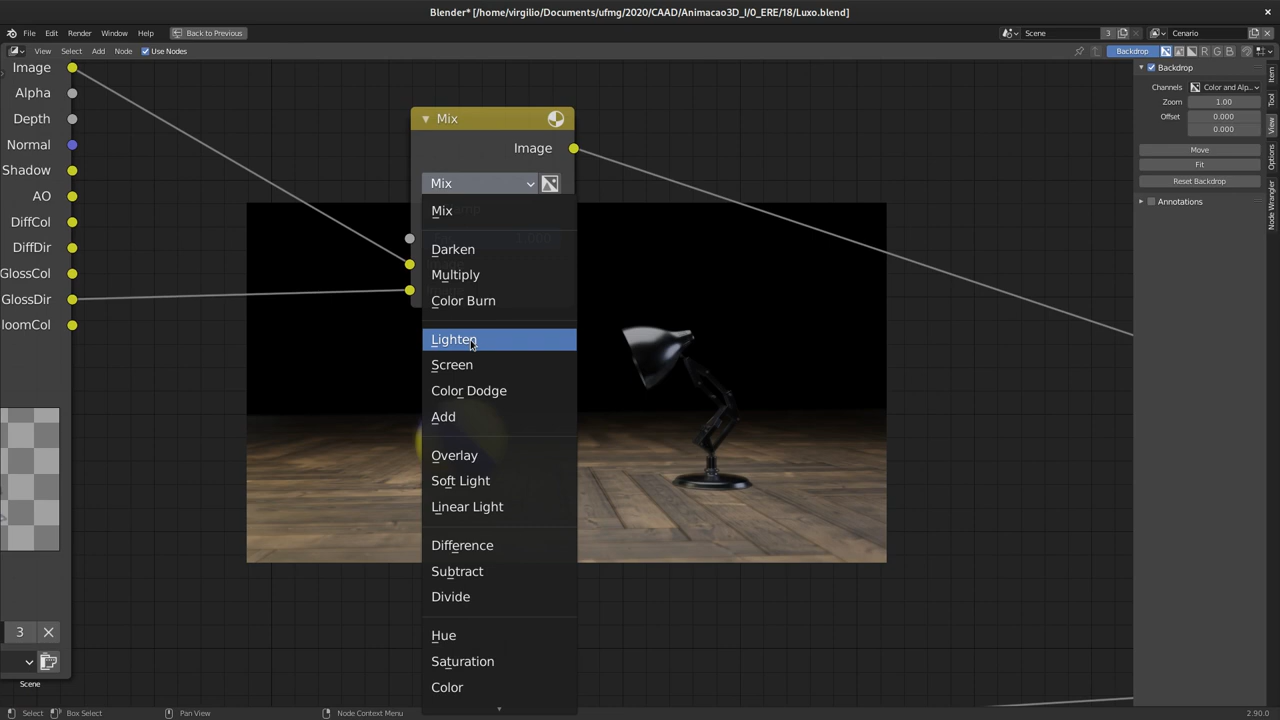 Blender* [/home/virgilio/Documents/ufmg/2020/CAAD/Animacao3D_I/0_ERE/18/Luxo.blend]
File Edit Render Window Help Back to Previous Scene 3 Cenario
View Select Add Node Use Nodes Backdrop R G B
Image
Alpha
Depth
Normal
Shadow
AO
DiffCol
DiffDir
GlossCol
GlossDir
loomCol
3
Scene
Mix
Image
Mix
Mix
Darken
Multiply
Color Burn
Lighten
Screen
Color Dodge
Add
Overlay
Soft Light
Linear Light
Difference
Subtract
Divide
Hue
Saturation
Color
Backdrop
Channels Color and Alp...
Zoom 1.00
Offset 0.000
0.000
Move
Fit
Reset Backdrop
Annotations
Item
Tool
View
Options
Node Wrangler
Select Box Select Pan View Node Context Menu 2.90.0